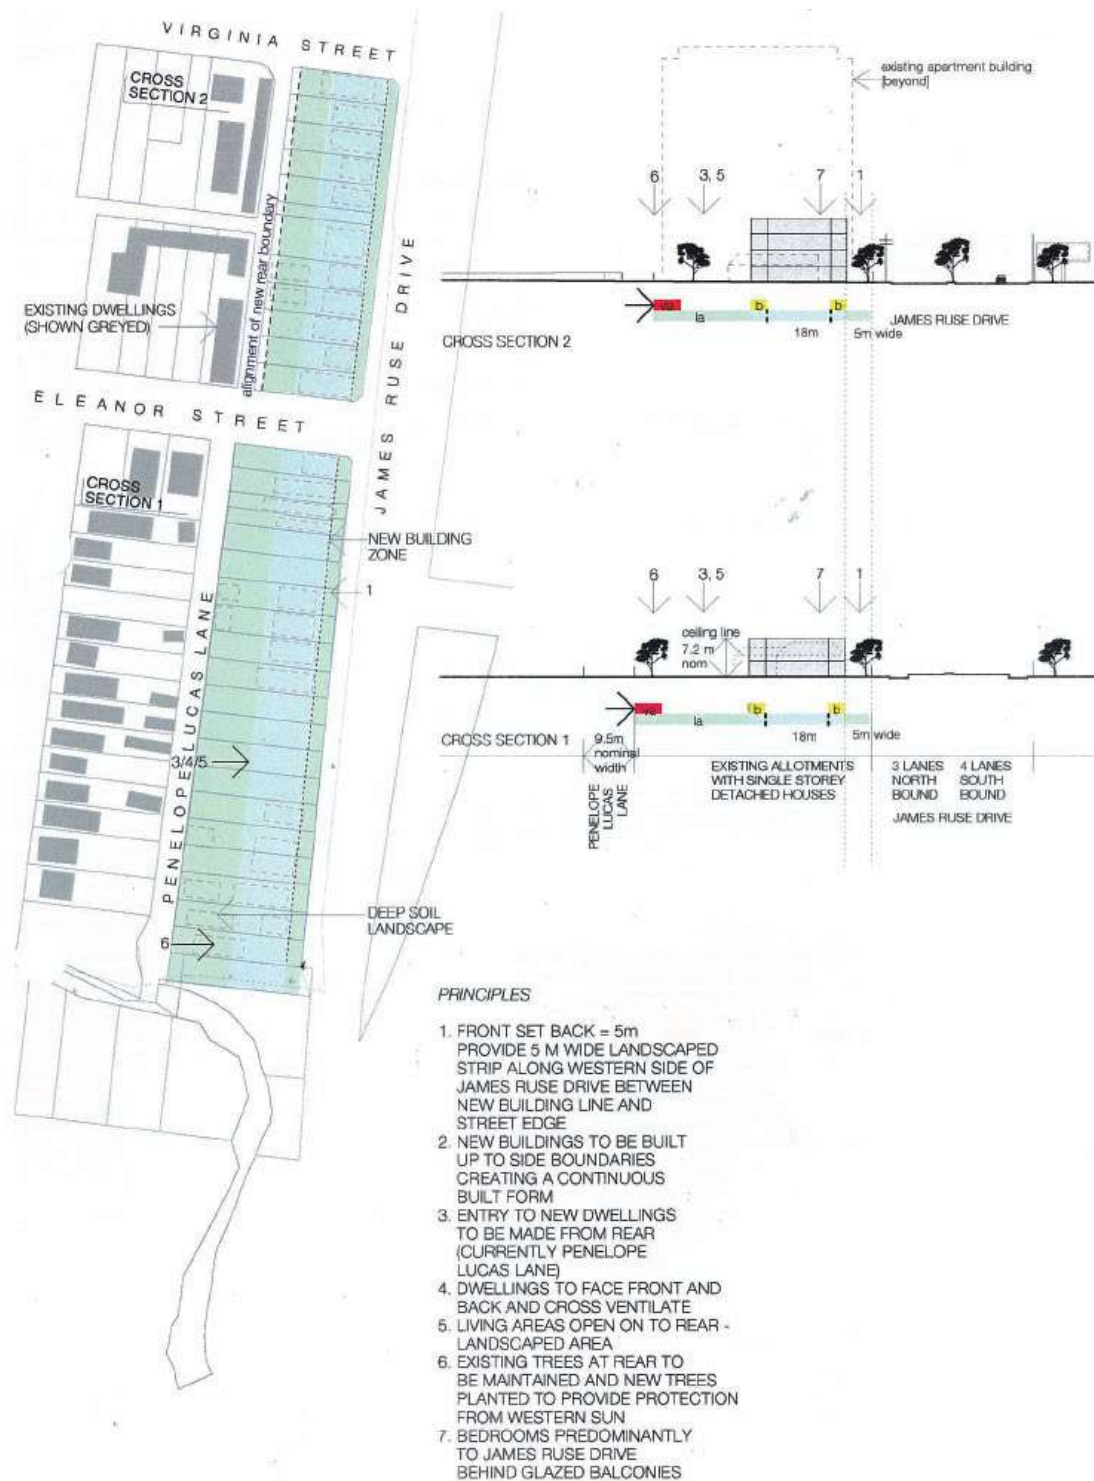 VIRGINIA STREET
CROSS
SECTION 2
alignment of new rear boundary
JAMES RUSE DRIVE
EXISTING DWELLINGS
(SHOWN GREYED)
ELEANOR STREET
CROSS
SECTION 1
NEW BUILDING
ZONE
1
PENELOPE LUCAS LANE
3/4/5
DEEP SOIL
LANDSCAPE
6
existing apartment building
[beyond]
6 3, 5 7 1
va b b
la 18m 5m wide
JAMES RUSE DRIVE
CROSS SECTION 2
6 3, 5 7 1
ceiling line
7.2 m
nom
va b b
la 18m 5m wide
CROSS SECTION 1
9.5m
nominal
width
PENELOPE
LUCAS
LANE
EXISTING ALLOTMENTS
WITH SINGLE STOREY
DETACHED HOUSES
3 LANES
NORTH
BOUND
4 LANES
SOUTH
BOUND
JAMES RUSE DRIVE
PRINCIPLES
1. FRONT SET BACK = 5m
PROVIDE 5 M WIDE LANDSCAPED
STRIP ALONG WESTERN SIDE OF
JAMES RUSE DRIVE BETWEEN
NEW BUILDING LINE AND
STREET EDGE
2. NEW BUILDINGS TO BE BUILT
UP TO SIDE BOUNDARIES
CREATING A CONTINUOUS
BUILT FORM
3. ENTRY TO NEW DWELLINGS
TO BE MADE FROM REAR
(CURRENTLY PENELOPE
LUCAS LANE)
4. DWELLINGS TO FACE FRONT AND
BACK AND CROSS VENTILATE
5. LIVING AREAS OPEN ON TO REAR -
LANDSCAPED AREA
6. EXISTING TREES AT REAR TO
BE MAINTAINED AND NEW TREES
PLANTED TO PROVIDE PROTECTION
FROM WESTERN SUN
7. BEDROOMS PREDOMINANTLY
TO JAMES RUSE DRIVE
BEHIND GLAZED BALCONIES